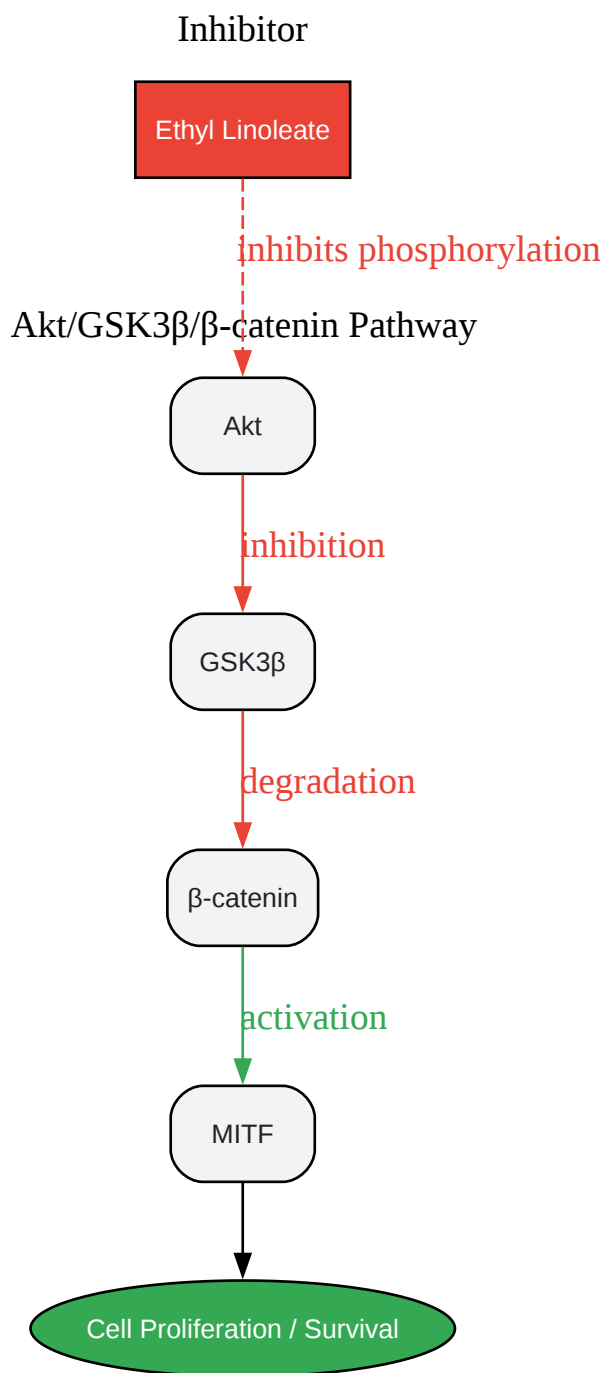 Inhibitor
Ethyl Linoleate
inhibits phosphorylation
Akt/GSK3β/β-catenin Pathway
Akt
inhibition
GSK3β
degradation
β-catenin
activation
MITF
Cell Proliferation / Survival